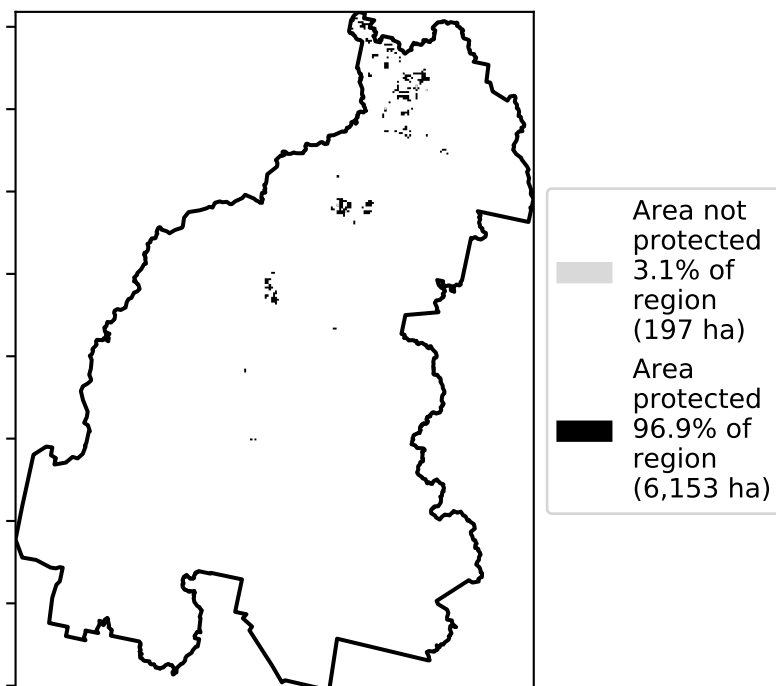 Area not
protected
3.1% of
region
(197 ha)
Area
protected
96.9% of
region
(6,153 ha)